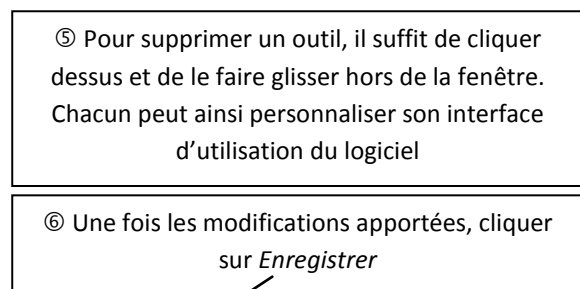 ⑤ Pour supprimer un outil, il suffit de cliquer
dessus et de le faire glisser hors de la fenêtre.
Chacun peut ainsi personnaliser son interface
d’utilisation du logiciel
⑥ Une fois les modifications apportées, cliquer
sur Enregistrer